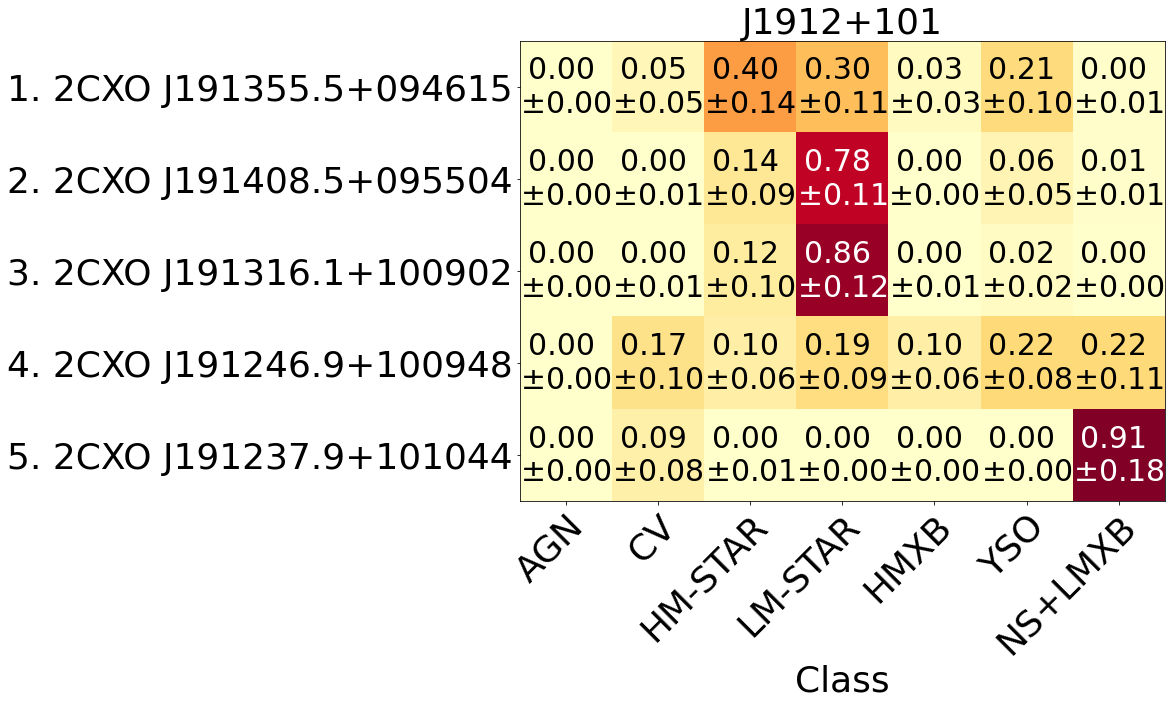 J1912+101
1. 2CXO J191355.5+094615 0.00 0.05 0.40 0.30 0.03 0.21 0.00
±0.00 ±0.05 ±0.14 ±0.11 ±0.03 ±0.10 ±0.01
2. 2CXO J191408.5+095504 0.00 0.00 0.14 0.78 0.00 0.06 0.01
±0.00 ±0.01 ±0.09 ±0.11 ±0.00 ±0.05 ±0.01
3. 2CXO J191316.1+100902 0.00 0.00 0.12 0.86 0.00 0.02 0.00
±0.00 ±0.01 ±0.10 ±0.12 ±0.01 ±0.02 ±0.00
4. 2CXO J191246.9+100948 0.00 0.17 0.10 0.19 0.10 0.22 0.22
±0.00 ±0.10 ±0.06 ±0.09 ±0.06 ±0.08 ±0.11
5. 2CXO J191237.9+101044 0.00 0.09 0.00 0.00 0.00 0.00 0.91
±0.00 ±0.08 ±0.01 ±0.00 ±0.00 ±0.00 ±0.18
AGN CV HM-STAR LM-STAR HMXB YSO NS+LMXB
Class